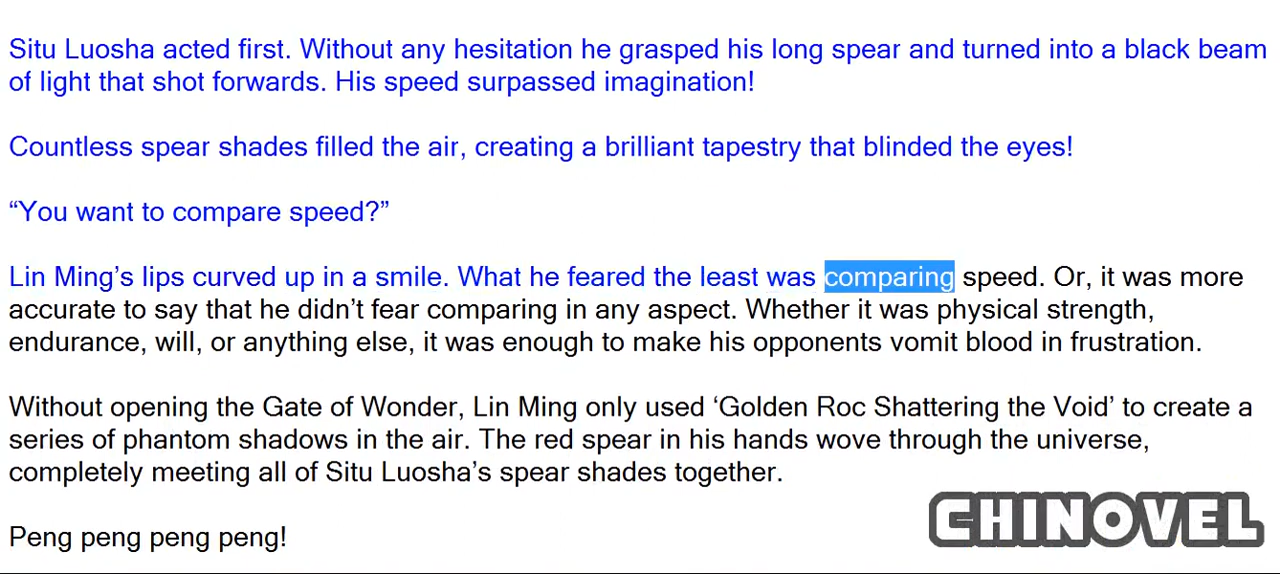 Situ Luosha acted first. Without any hesitation he grasped his long spear and turned into a black beam
of light that shot forwards. His speed surpassed imagination!
Countless spear shades filled the air, creating a brilliant tapestry that blinded the eyes!
“You want to compare speed?”
Lin Ming’s lips curved up in a smile. What he feared the least was comparing speed. Or, it was more
accurate to say that he didn’t fear comparing in any aspect. Whether it was physical strength,
endurance, will, or anything else, it was enough to make his opponents vomit blood in frustration.
Without opening the Gate of Wonder, Lin Ming only used ‘Golden Roc Shattering the Void’ to create a
series of phantom shadows in the air. The red spear in his hands wove through the universe,
completely meeting all of Situ Luosha’s spear shades together.
Peng peng peng peng!
CHINOVEL